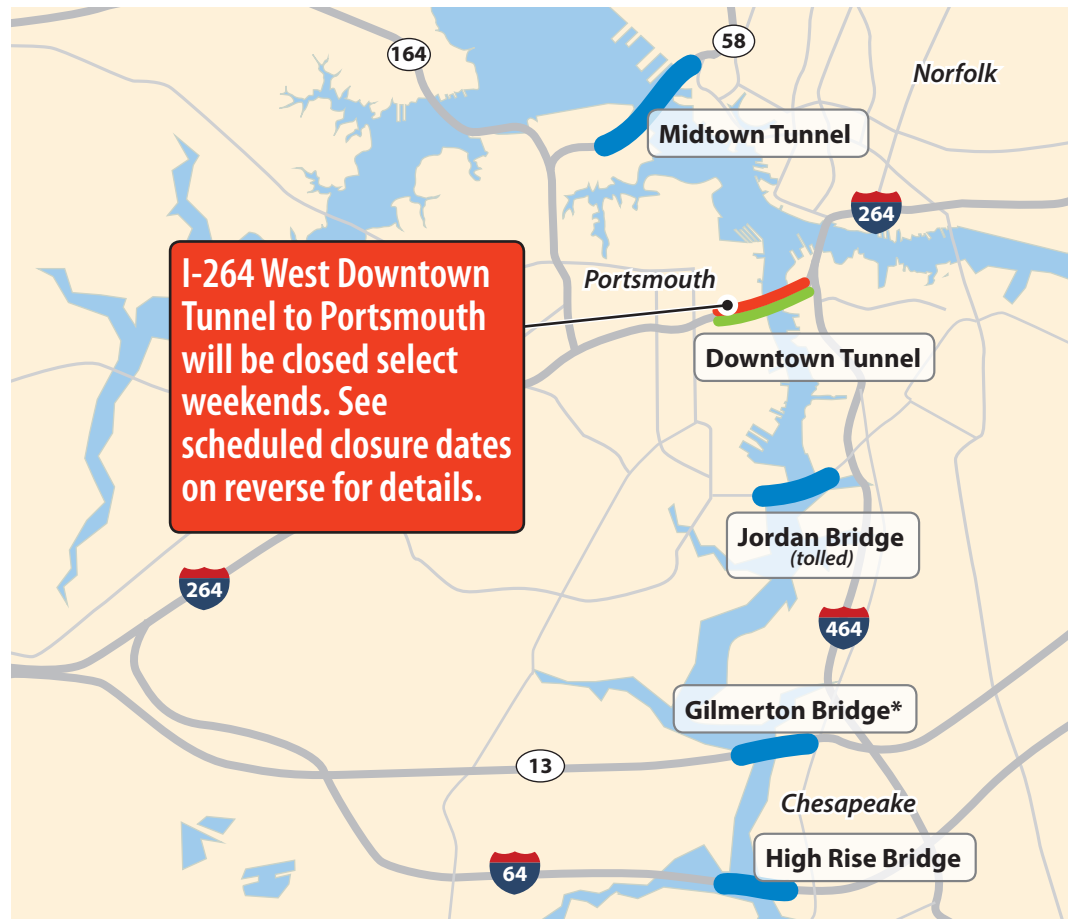 58
164
Norfolk
Midtown Tunnel
264
I-264 West Downtown
Tunnel to Portsmouth
will be closed select
weekends. See
scheduled closure dates
on reverse for details.
Portsmouth
Downtown Tunnel
Jordan Bridge
(tolled)
264
464
Gilmerton Bridge*
13
Chesapeake
High Rise Bridge
64